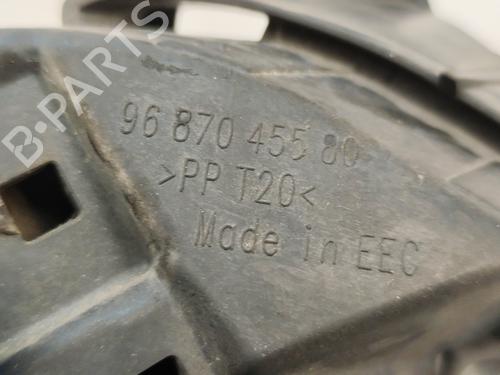 B-PARTS
96 870 455 80
>PP T20<
Made in EEC